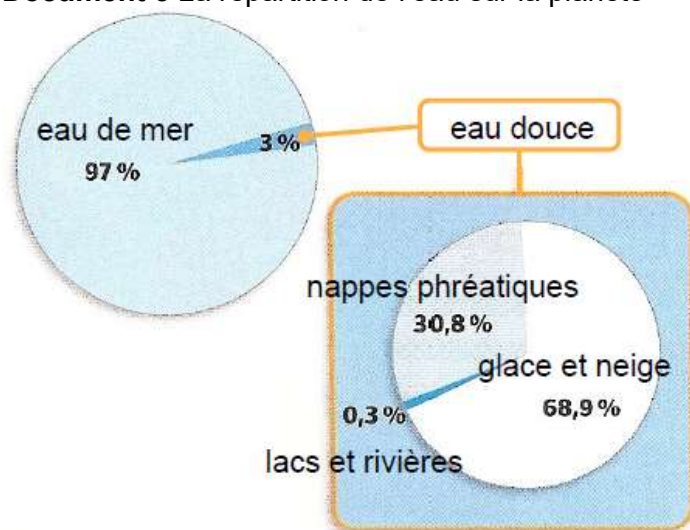 eau de mer
97 %
3 %
eau douce
nappes phréatiques
30,8 %
glace et neige
68,9 %
0,3 %
lacs et rivières